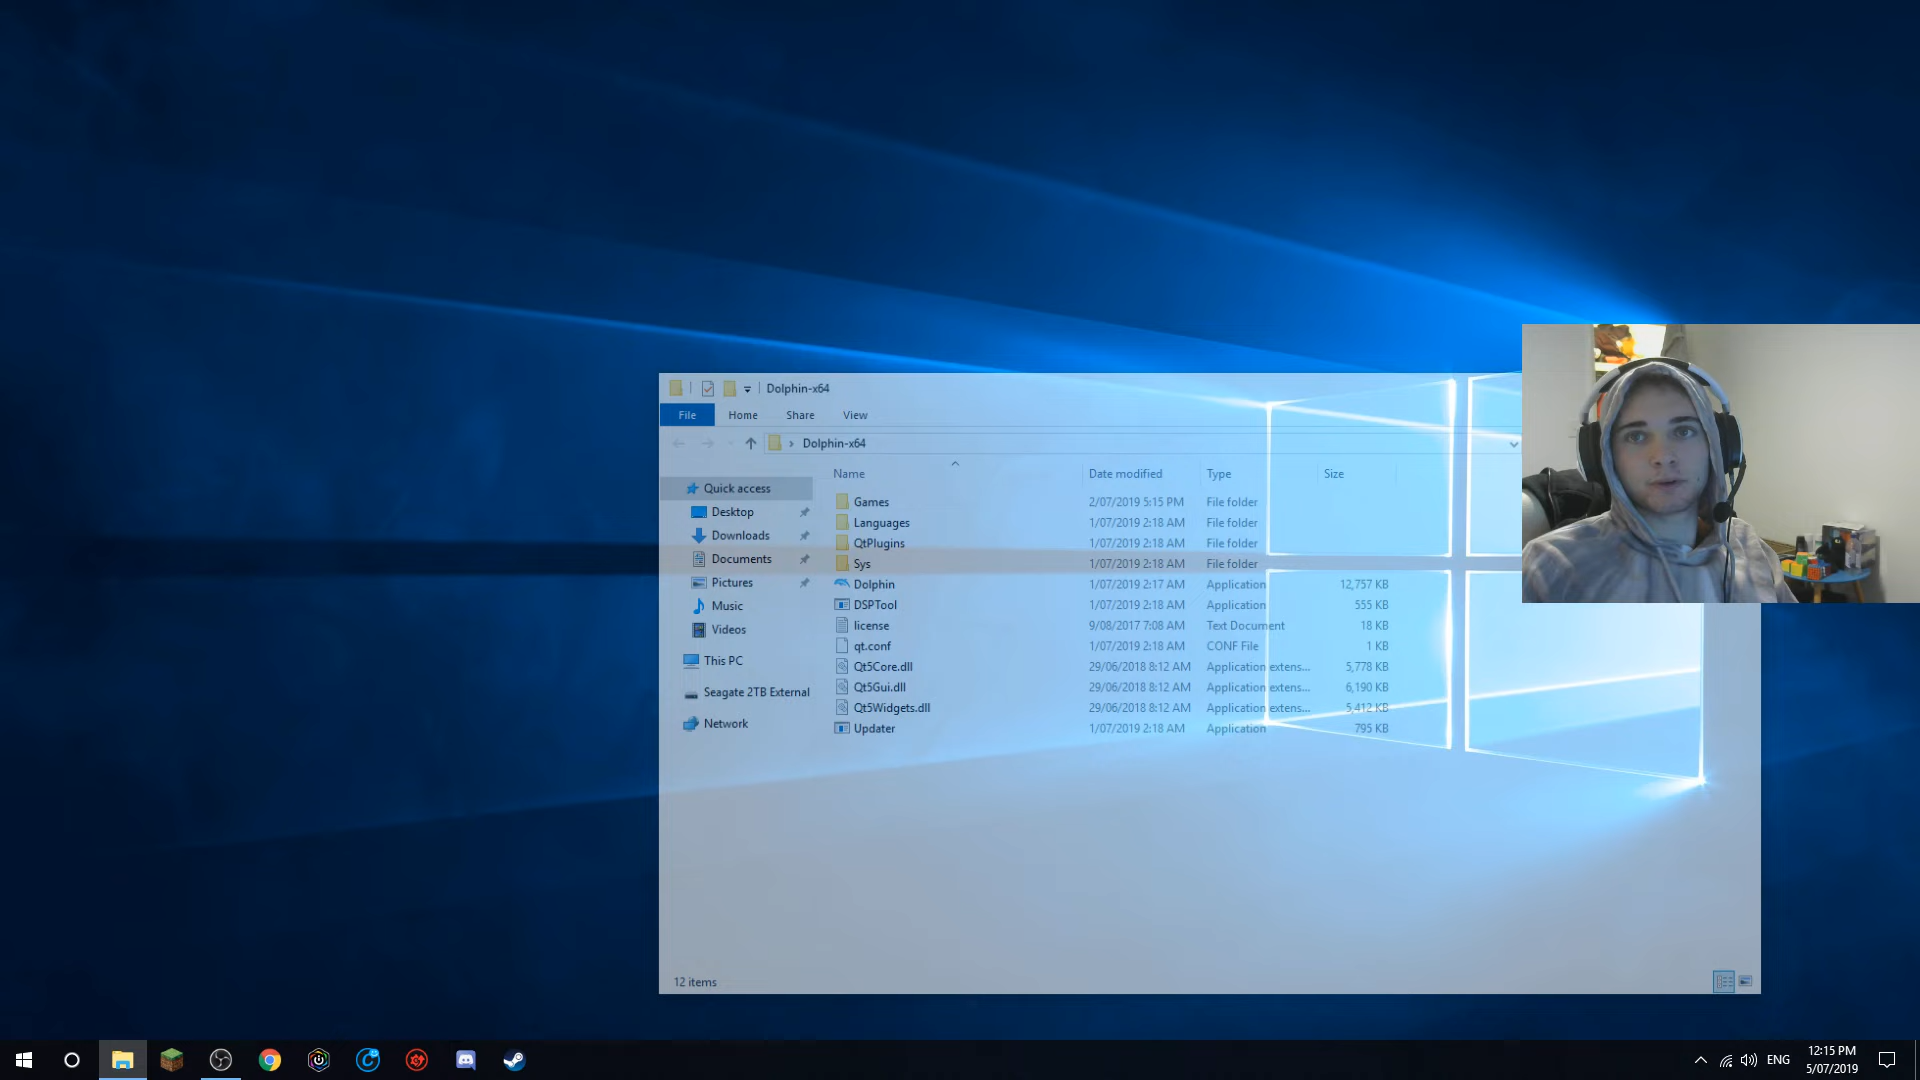 Dolphin-x64
File Home Share View
Dolphin-x64
Name Date modified Type Size
Quick access
Desktop
Downloads
Documents
Pictures
Music
Videos
This PC
Seagate 2TB External
Network
Games 2/07/2019 5:15 PM File folder
Languages 1/07/2019 2:18 AM File folder
QtPlugins 1/07/2019 2:18 AM File folder
Sys 1/07/2019 2:18 AM File folder
Dolphin 1/07/2019 2:17 AM Application 12,757 KB
DSPTool 1/07/2019 2:18 AM Application 555 KB
license 9/08/2017 7:08 AM Text Document 18 KB
qt.conf 1/07/2019 2:18 AM CONF File 1 KB
Qt5Core.dll 29/06/2018 8:12 AM Application extens... 5,778 KB
Qt5Gui.dll 29/06/2018 8:12 AM Application extens... 6,190 KB
Qt5Widgets.dll 29/06/2018 8:12 AM Application extens... 5,412 KB
Updater 1/07/2019 2:18 AM Application 795 KB
12 items
ENG
12:15 PM
5/07/2019